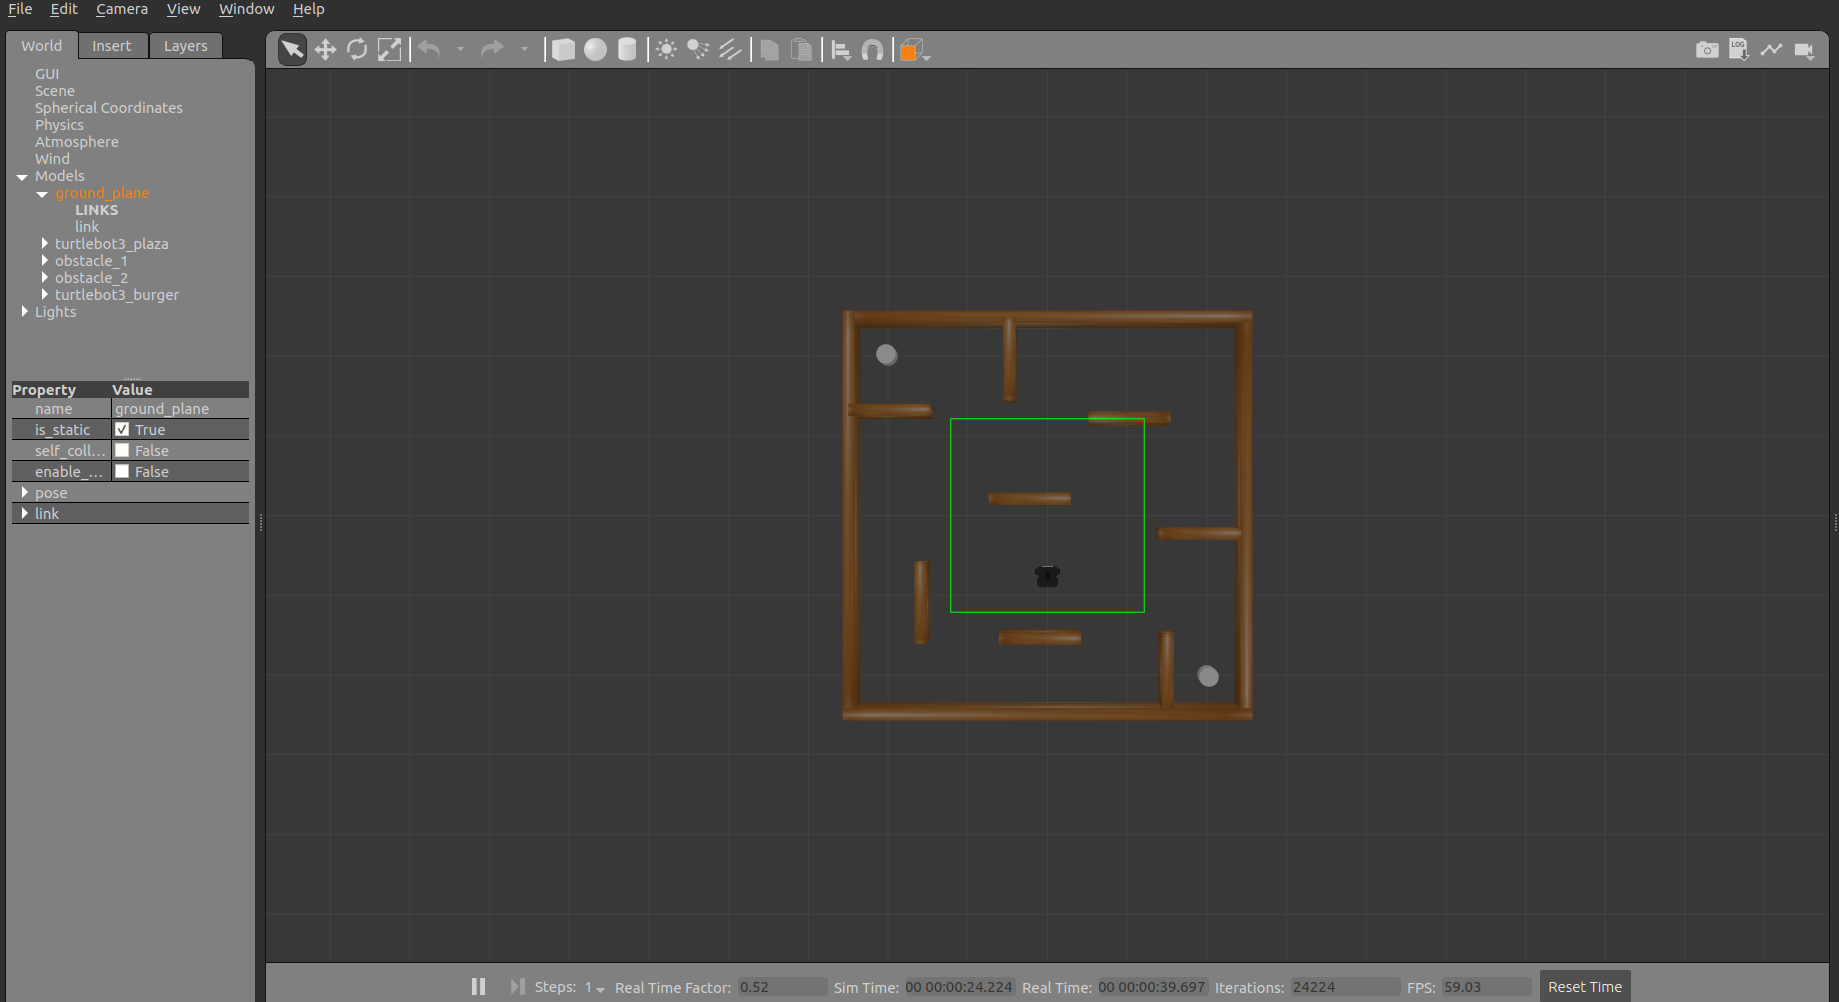 File Edit Camera View Window Help
World Insert Layers
LOG
GUI
Scene
Spherical Coordinates
Physics
Atmosphere
Wind
Models
ground_plane
LINKS
link
turtlebot3_plaza
obstacle_1
obstacle_2
turtlebot3_burger
Lights
Property Value
name ground_plane
is_static True
self_coll... False
enable_... False
pose
link
Steps: 1 Real Time Factor: 0.52 Sim Time: 00 00:00:24.224 Real Time: 00 00:00:39.697 Iterations: 24224 FPS: 59.03 Reset Time